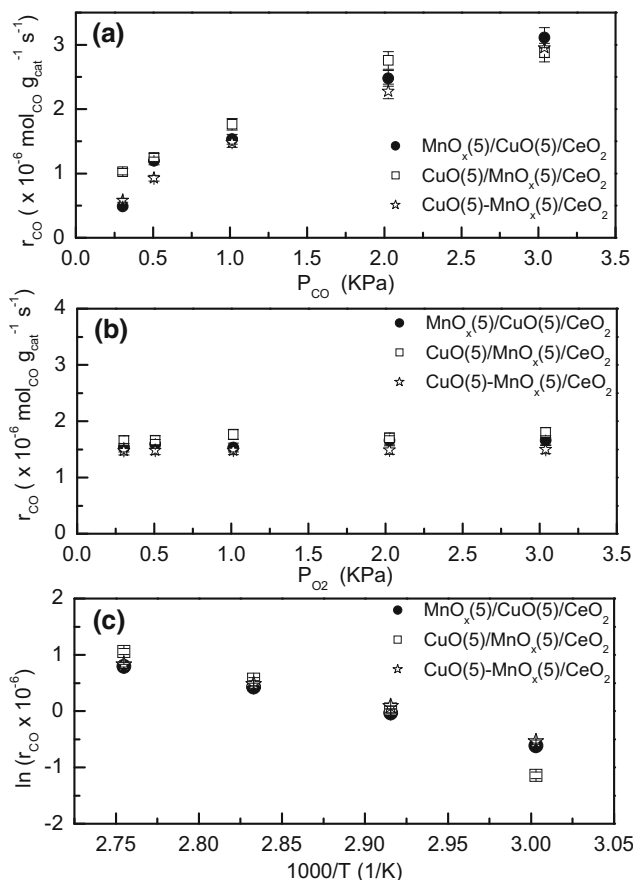 (a)
3
2
1
0
r_CO ( x 10^-6 mol_CO g_cat^-1 s^-1)
MnO_x(5)/CuO(5)/CeO_2
CuO(5)/MnO_x(5)/CeO_2
CuO(5)-MnO_x(5)/CeO_2
0.0 0.5 1.0 1.5 2.0 2.5 3.0 3.5
P_CO (KPa)
(b)
4
3
2
1
0
r_CO ( x 10^-6 mol_CO g_cat^-1 s^-1)
MnO_x(5)/CuO(5)/CeO_2
CuO(5)/MnO_x(5)/CeO_2
CuO(5)-MnO_x(5)/CeO_2
0.0 0.5 1.0 1.5 2.0 2.5 3.0 3.5
P_O2 (KPa)
(c)
2
1
0
-1
-2
ln (r_CO x 10^-6)
MnO_x(5)/CuO(5)/CeO_2
CuO(5)/MnO_x(5)/CeO_2
CuO(5)-MnO_x(5)/CeO_2
2.75 2.80 2.85 2.90 2.95 3.00 3.05
1000/T (1/K)